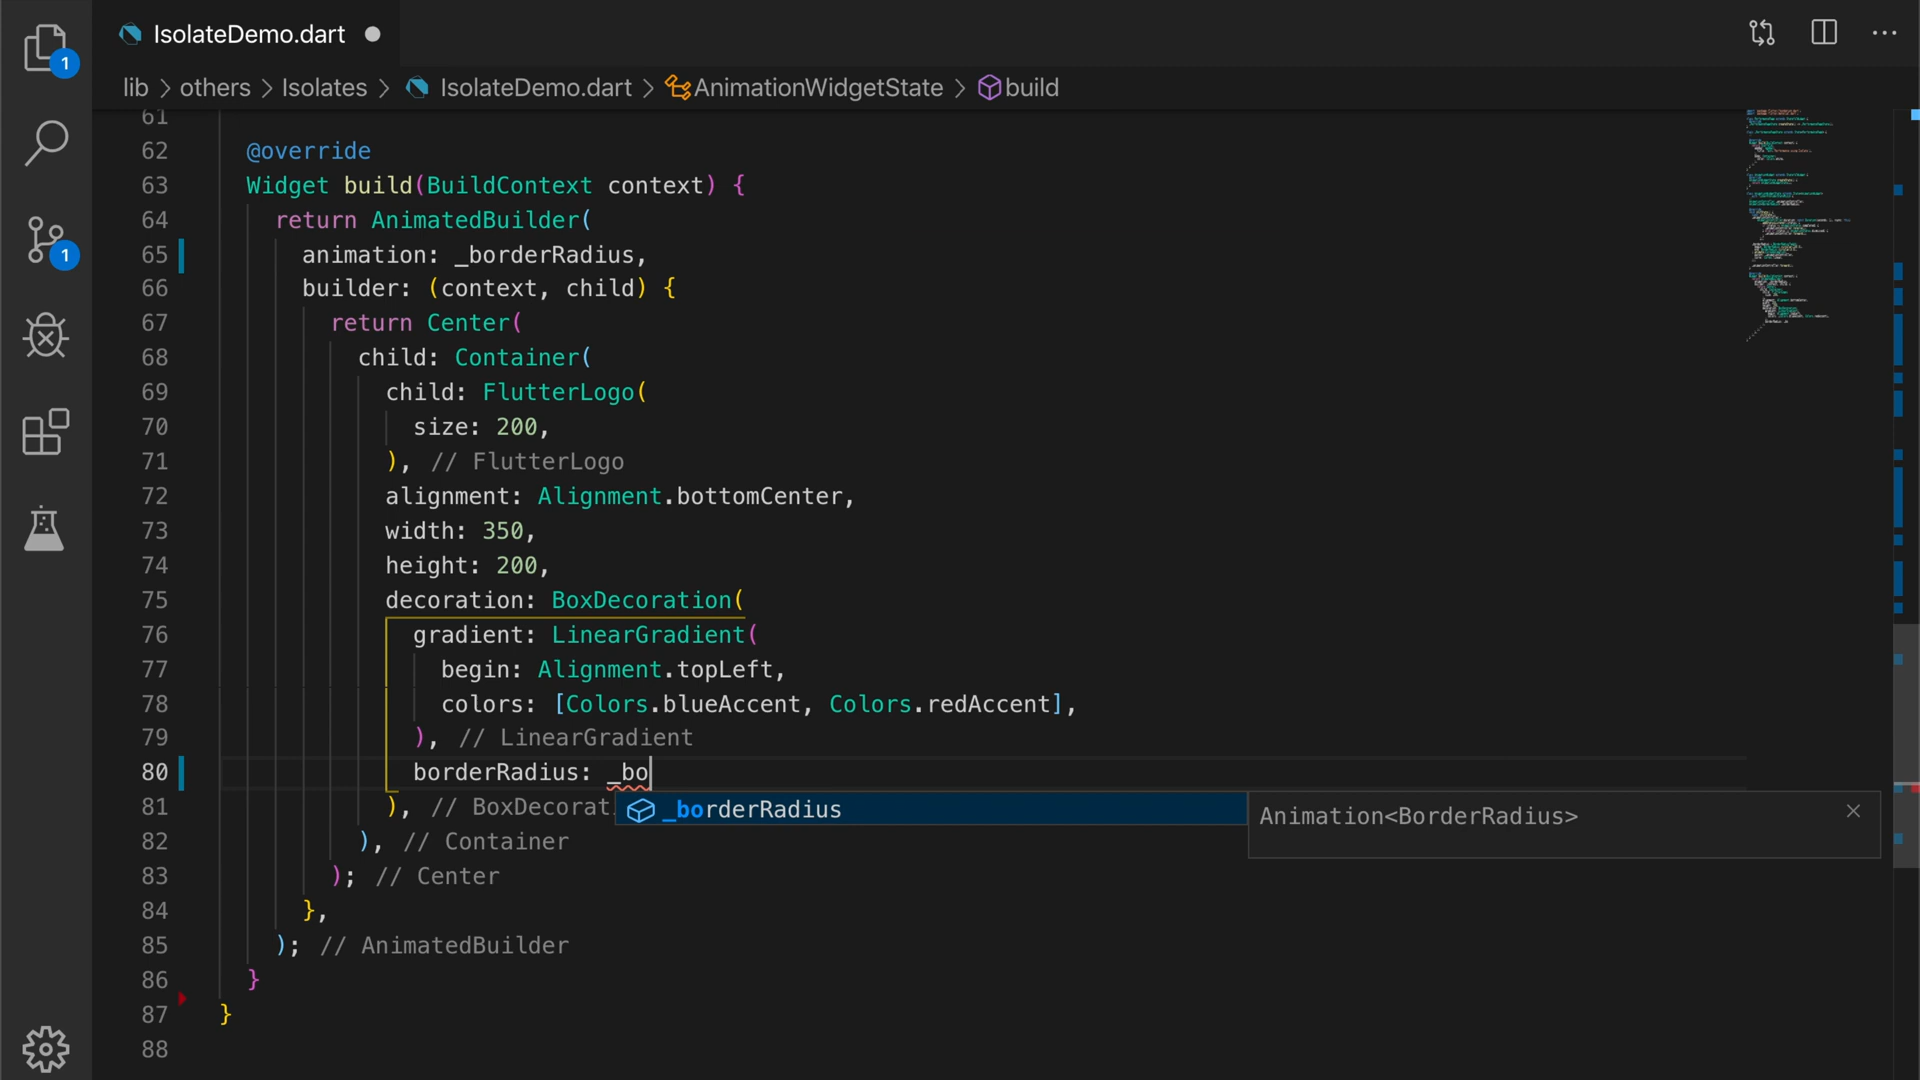 IsolateDemo.dart
lib > others > Isolates > IsolateDemo.dart > AnimationWidgetState > build
1
1
61
62 @override
63 Widget build(BuildContext context) {
64 return AnimatedBuilder(
65 animation: _borderRadius,
66 builder: (context, child) {
67 return Center(
68 child: Container(
69 child: FlutterLogo(
70 size: 200,
71 ), // FlutterLogo
72 alignment: Alignment.bottomCenter,
73 width: 350,
74 height: 200,
75 decoration: BoxDecoration(
76 gradient: LinearGradient(
77 begin: Alignment.topLeft,
78 colors: [Colors.blueAccent, Colors.redAccent],
79 ), // LinearGradient
80 borderRadius: _bo
81 ), // BoxDecorat
_borderRadius
Animation<BorderRadius>
82 ), // Container
83 ); // Center
84 },
85 ); // AnimatedBuilder
86 }
87 }
88